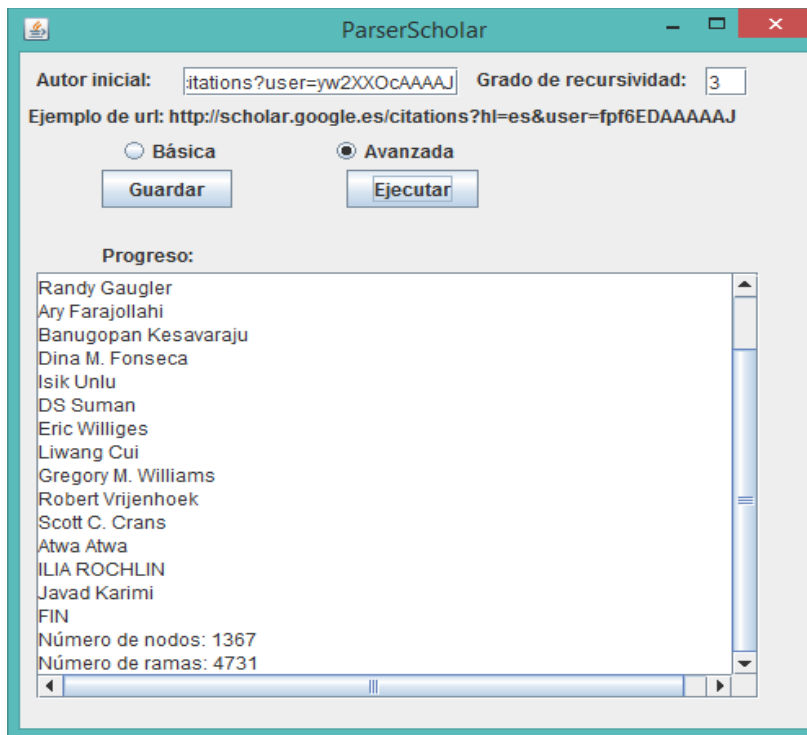 ParserScholar
Autor inicial: itations?user=yw2XXOcAAAAJ Grado de recursividad: 3
Ejemplo de url: http://scholar.google.es/citations?hl=es&user=fpf6EDAAAAAJ
Básica Avanzada
Guardar Ejecutar
Progreso:
Randy Gaugler
Ary Farajollahi
Banugopan Kesavaraju
Dina M. Fonseca
Isik Unlu
DS Suman
Eric Williges
Liwang Cui
Gregory M. Williams
Robert Vrijenhoek
Scott C. Crans
Atwa Atwa
ILIA ROCHLIN
Javad Karimi
FIN
Número de nodos: 1367
Número de ramas: 4731